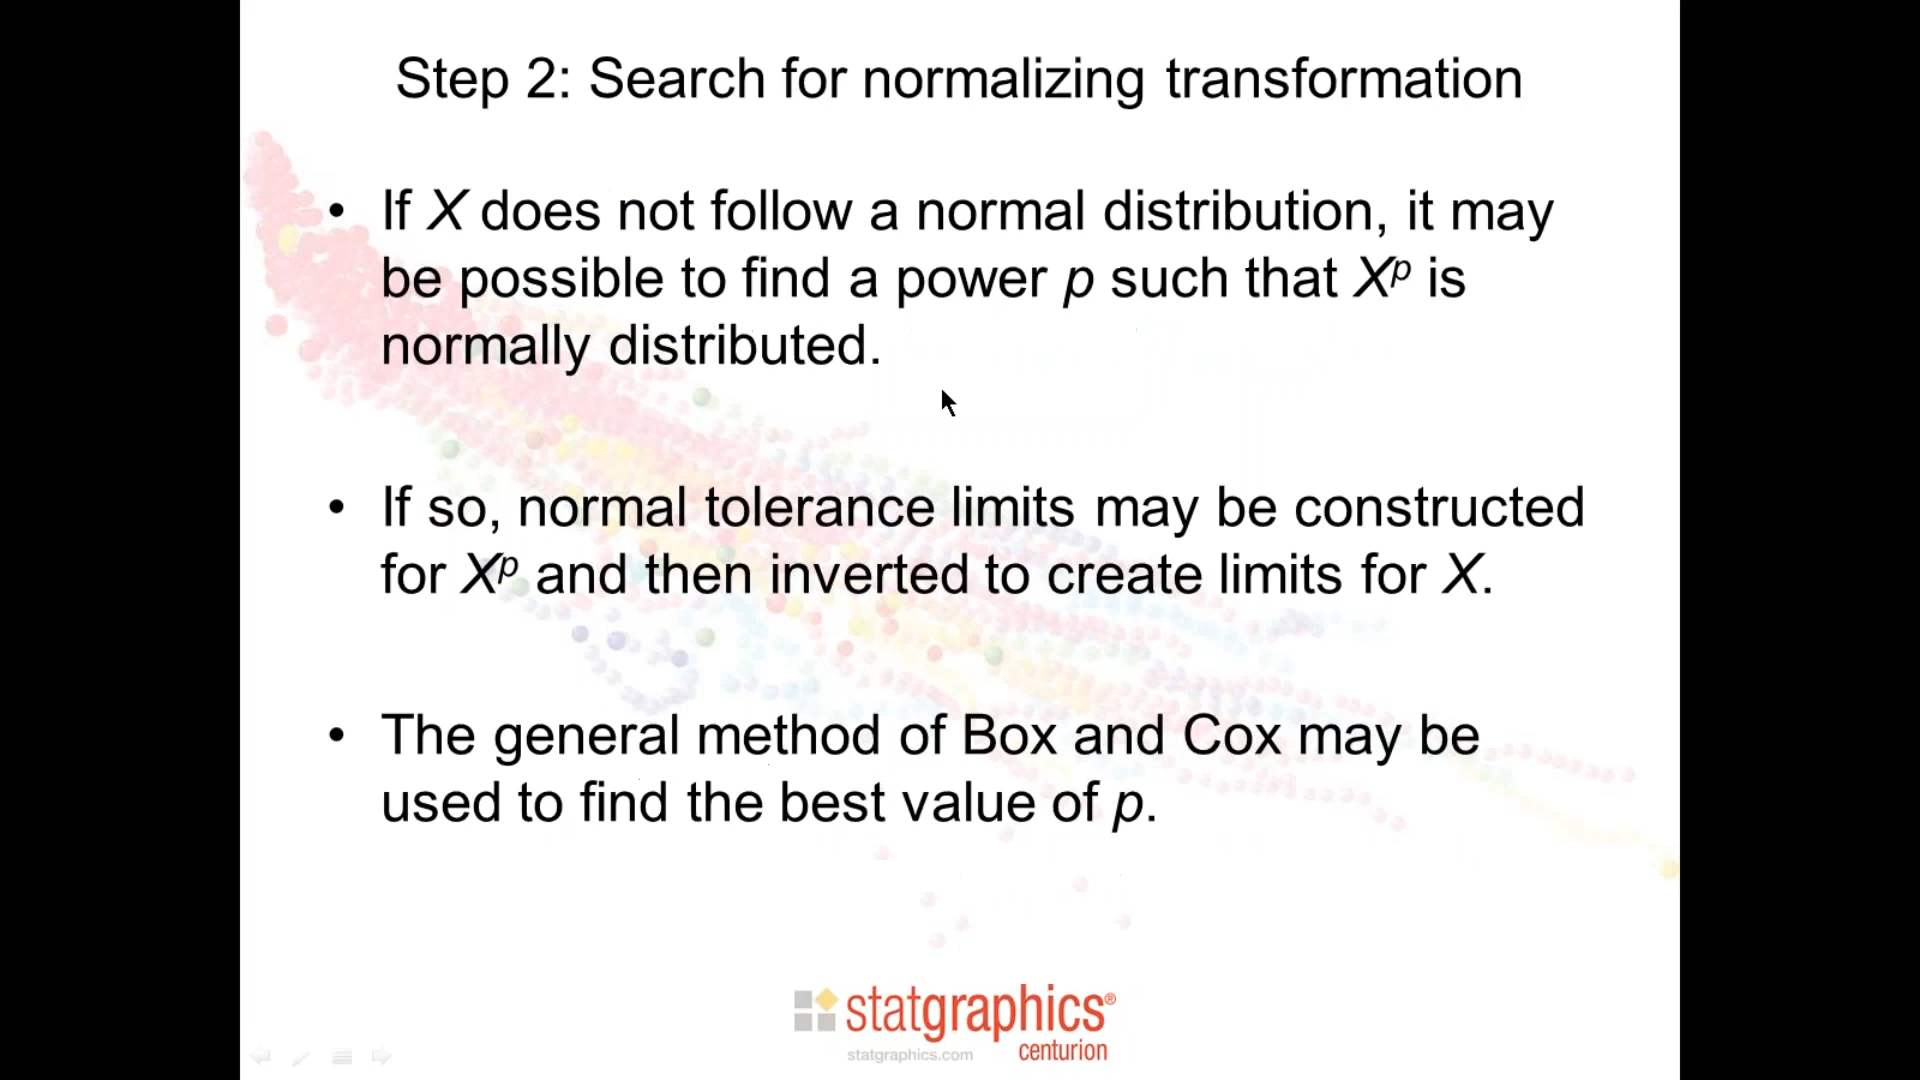 Step 2: Search for normalizing transformation
• If X does not follow a normal distribution, it may
be possible to find a power p such that Xᵖ is
normally distributed.
• If so, normal tolerance limits may be constructed
for Xᵖ and then inverted to create limits for X.
• The general method of Box and Cox may be
used to find the best value of p.
statgraphics®
centurion
statgraphics.com